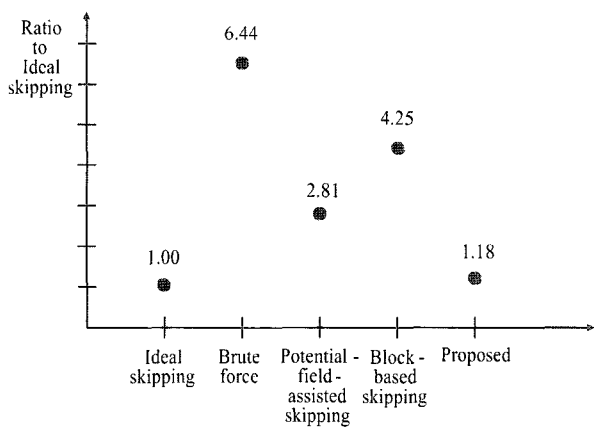 Ratio
to
Ideal
skipping
6.44
4.25
2.81
1.00
1.18
Ideal
skipping
Brute
force
Potential -
field -
assisted
skipping
Block -
based
skipping
Proposed